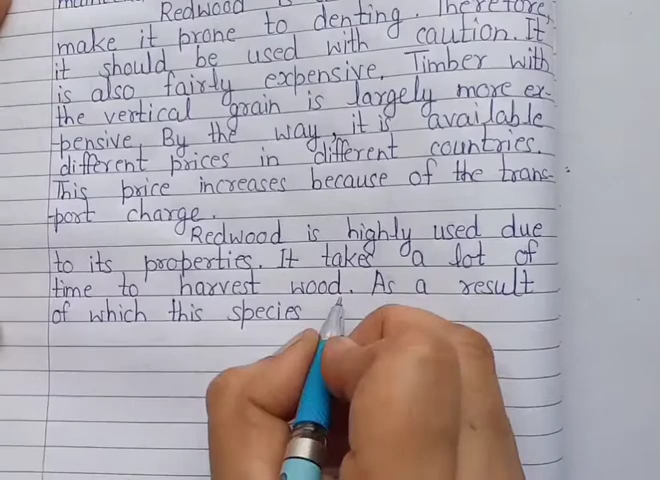 Redwood is
make it prone to denting. Therefore,
it should be used with caution. It
is also fairly expensive. Timber with
the vertical grain is largely more ex-
-pensive. By the way, it is available
different prices in different countries.
This price increases because of the trans-
-port charge.
Redwood is highly used due
to its properties. It takes a lot of
time to harvest wood. As a result
of which this species